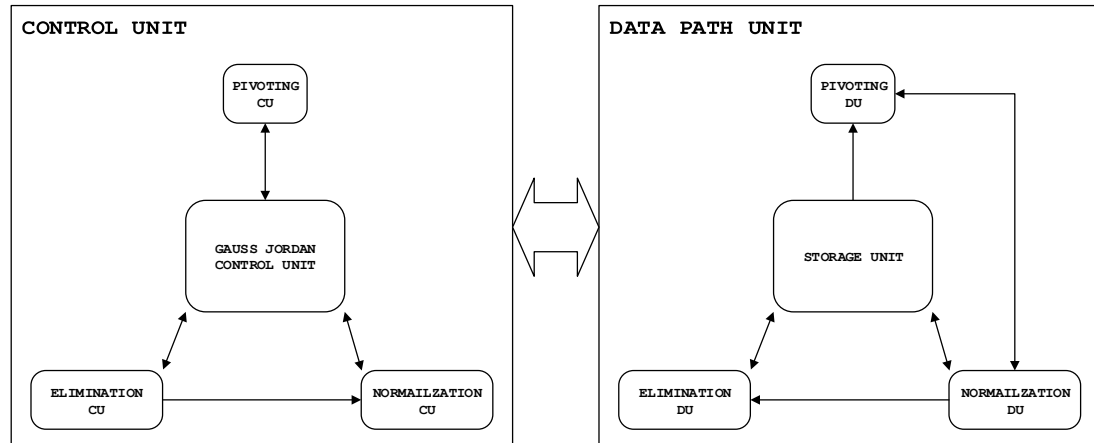 CONTROL UNIT
PIVOTING
CU
GAUSS JORDAN
CONTROL UNIT
ELIMINATION
CU
NORMAILZATION
CU
DATA PATH UNIT
PIVOTING
DU
STORAGE UNIT
ELIMINATION
DU
NORMAILZATION
DU